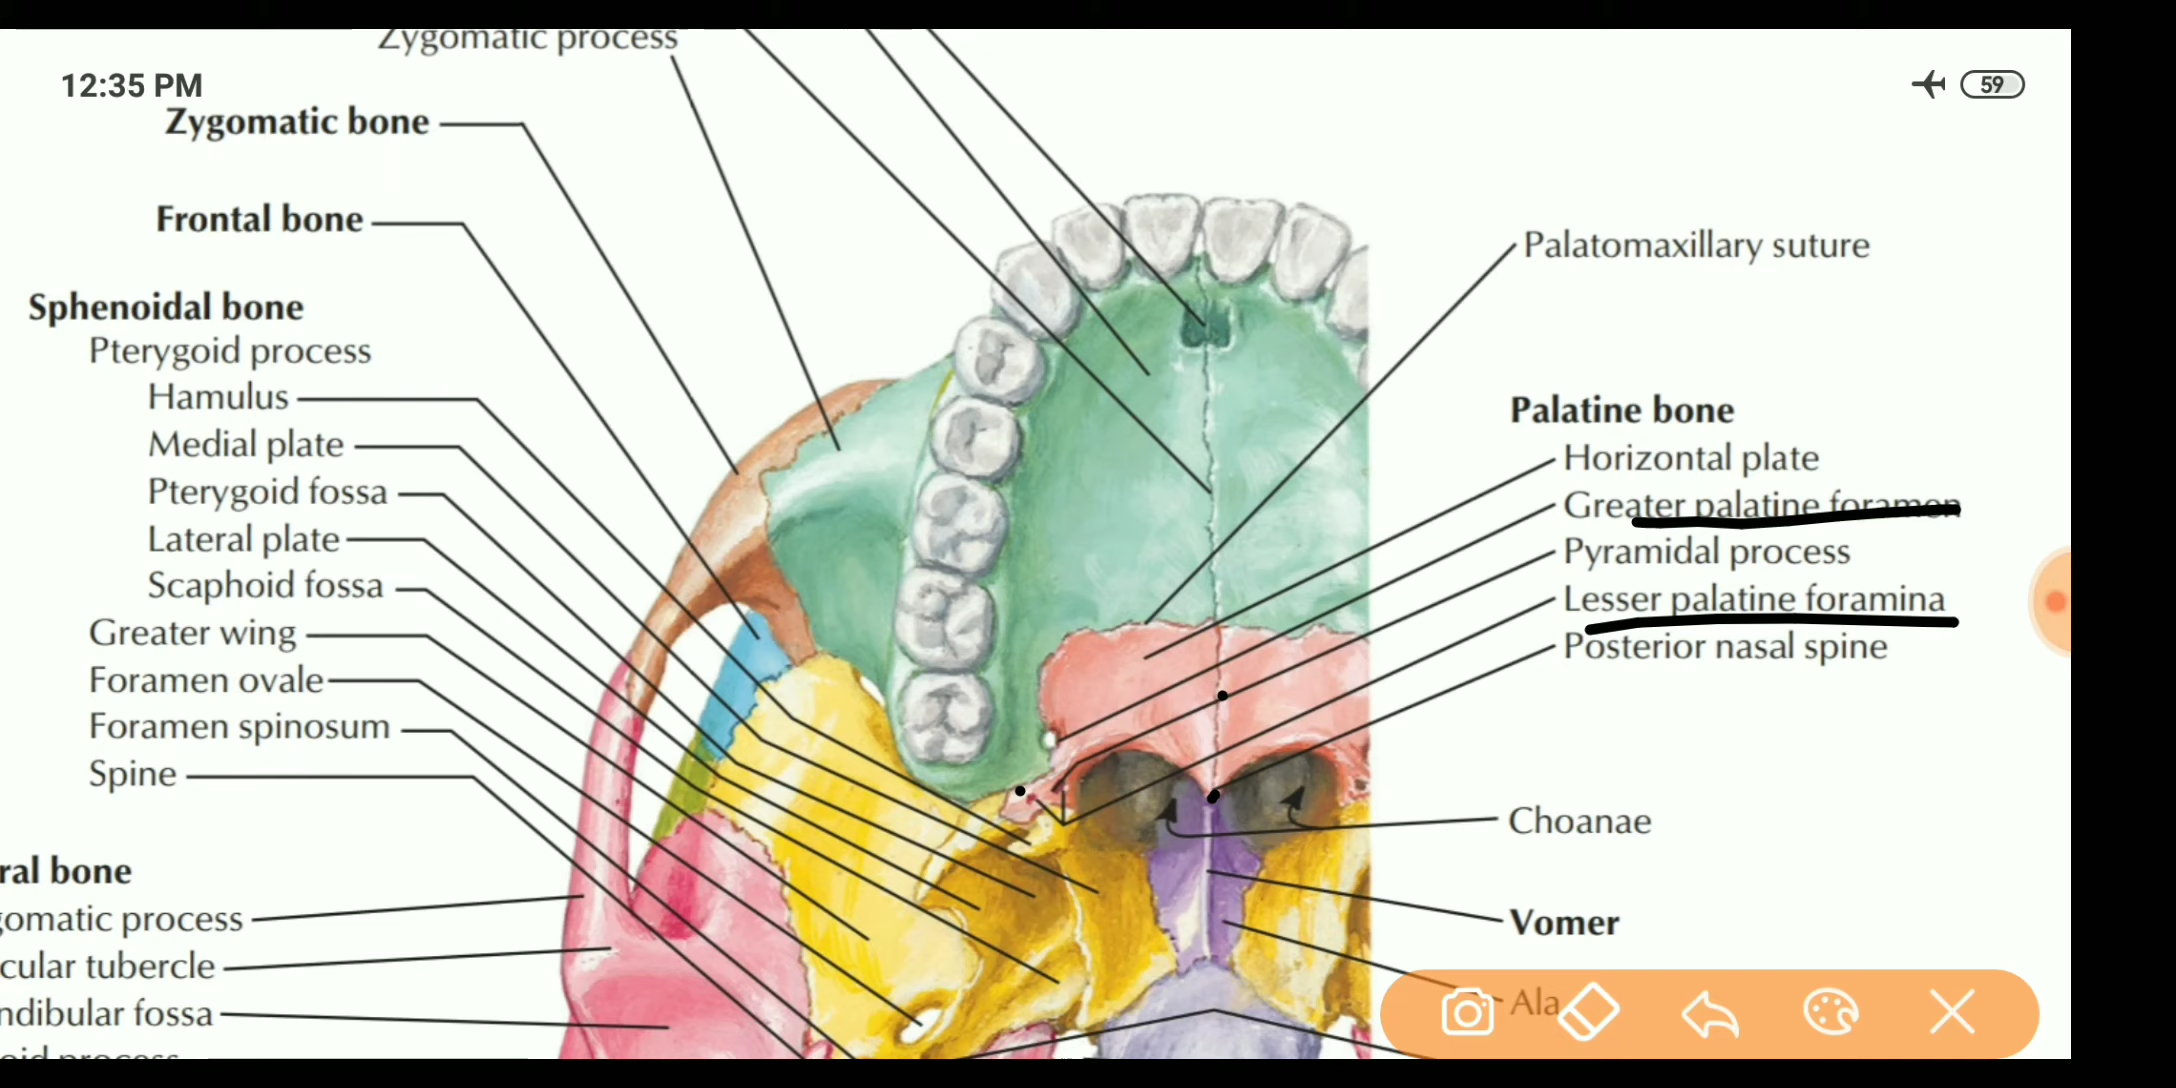 Zygomatic process
12:35 PM
59
Zygomatic bone
Frontal bone
Sphenoidal bone
Pterygoid process
Hamulus
Medial plate
Pterygoid fossa
Lateral plate
Scaphoid fossa
Greater wing
Foramen ovale
Foramen spinosum
Spine
ral bone
gomatic process
cular tubercle
ndibular fossa
oid process
Palatomaxillary suture
Palatine bone
Horizontal plate
Greater palatine foramen
Pyramidal process
Lesser palatine foramina
Posterior nasal spine
Choanae
Vomer
Ala